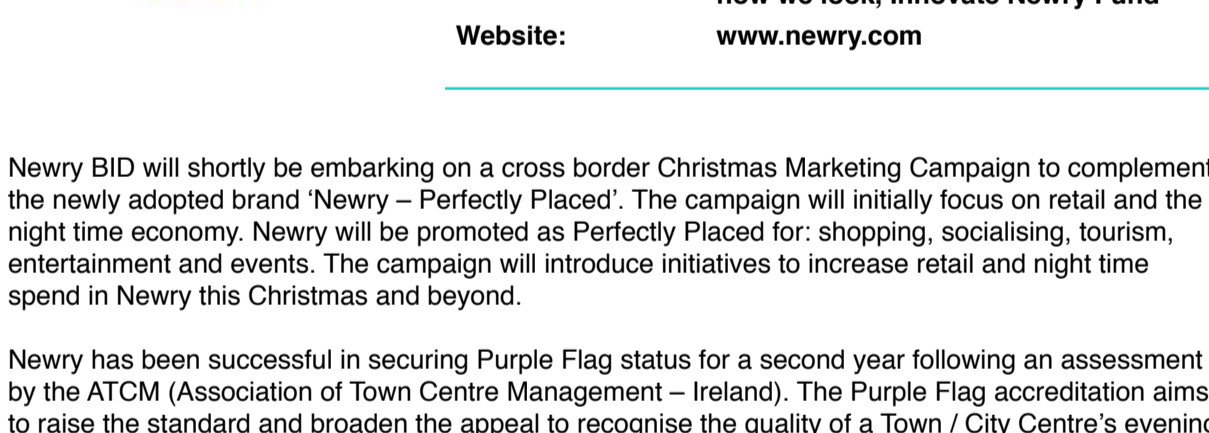 how we look, Innovate Newry Fund
Website: www.newry.com
Newry BID will shortly be embarking on a cross border Christmas Marketing Campaign to complement
the newly adopted brand ‘Newry – Perfectly Placed’. The campaign will initially focus on retail and the
night time economy. Newry will be promoted as Perfectly Placed for: shopping, socialising, tourism,
entertainment and events. The campaign will introduce initiatives to increase retail and night time
spend in Newry this Christmas and beyond.
Newry has been successful in securing Purple Flag status for a second year following an assessment
by the ATCM (Association of Town Centre Management – Ireland). The Purple Flag accreditation aims
to raise the standard and broaden the appeal to recognise the quality of a Town / City Centre’s evening